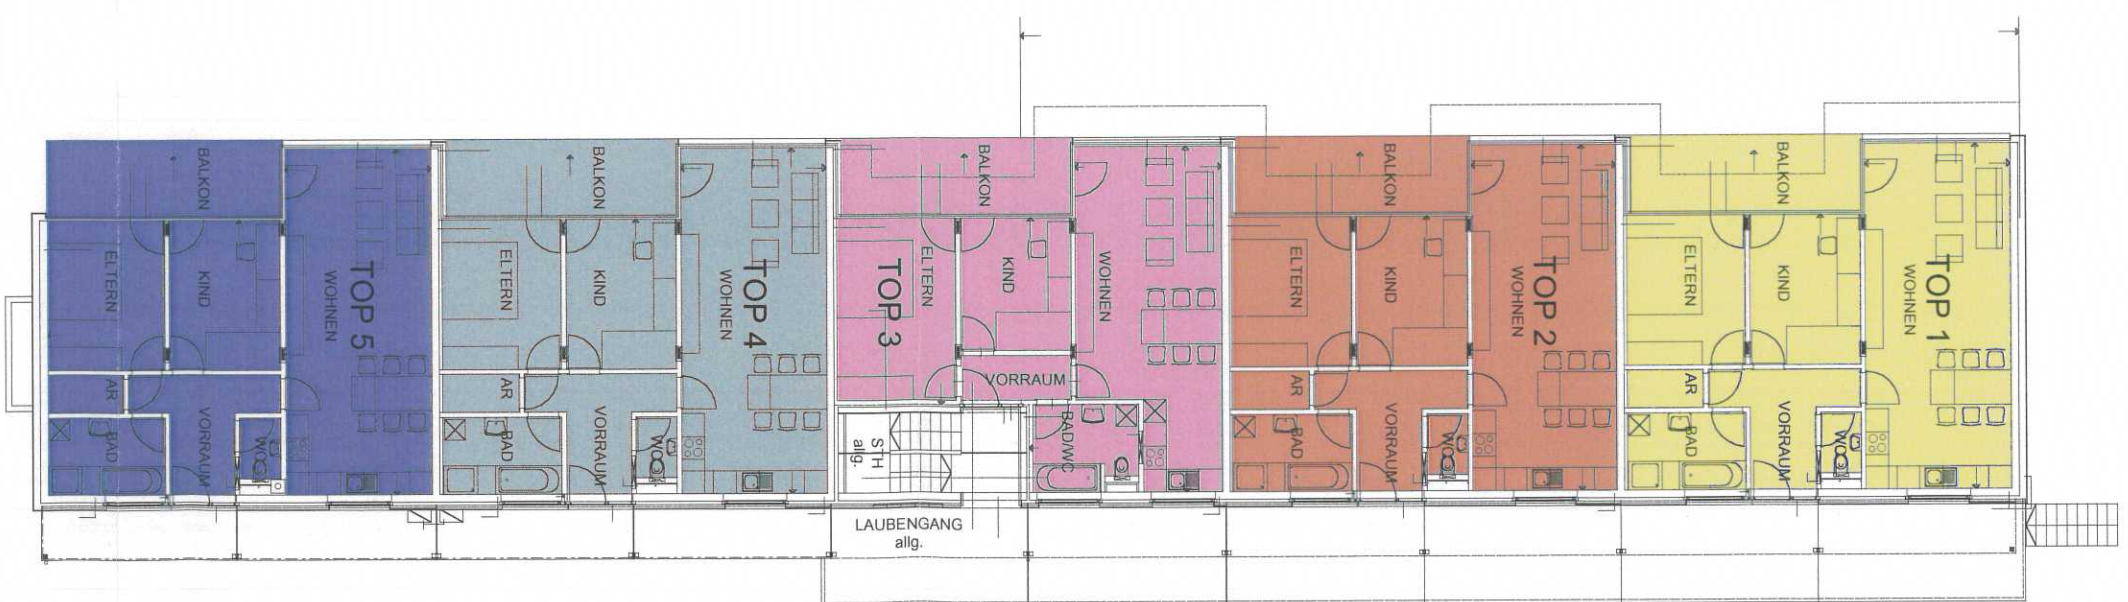 BALKON
ELTERN
KIND
TOP 5
WOHNEN
AR
BAD
VORRAUM
WC
BALKON
ELTERN
KIND
TOP 4
WOHNEN
AR
BAD
VORRAUM
WC
BALKON
ELTERN
TOP 3
KIND
WOHNEN
VORRAUM
BAD/WC
STH
allg.
LAUBENGANG
allg.
BALKON
ELTERN
KIND
TOP 2
WOHNEN
AR
BAD
VORRAUM
WC
BALKON
ELTERN
KIND
TOP 1
WOHNEN
AR
BAD
VORRAUM
WC